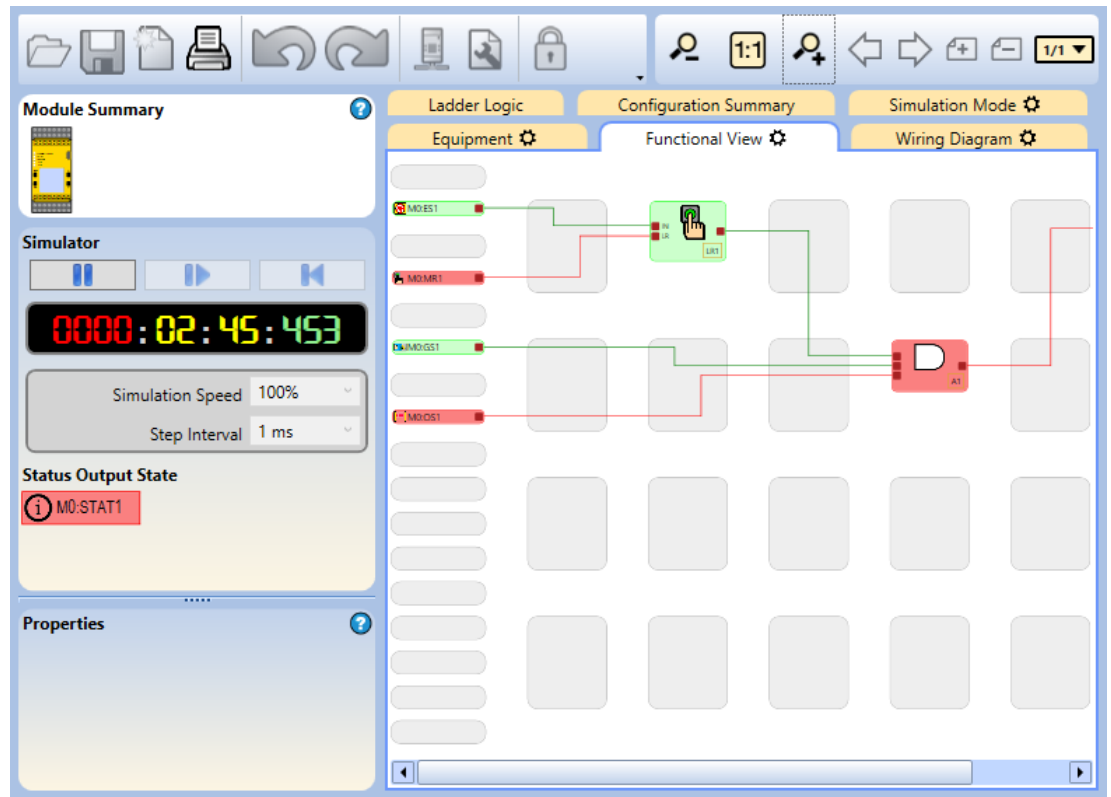 1:1
1/1
Module Summary
Simulator
0000:02:45:453
Simulation Speed 100%
Step Interval 1 ms
Status Output State
M0:STAT1
Properties
Ladder Logic
Configuration Summary
Simulation Mode
Equipment
Functional View
Wiring Diagram
M0:ES1
IN
LR
LR1
M0:MR1
M0:GS1
A1
M0:OS1